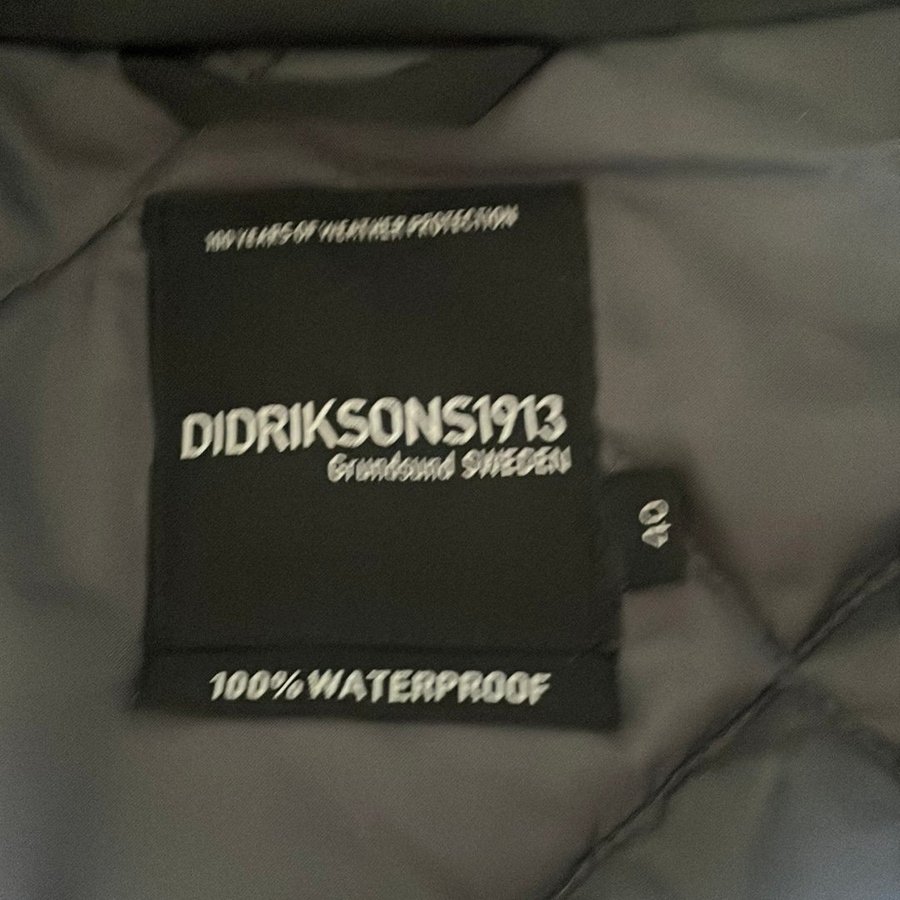 100 YEARS OF WEATHER PROTECTION
DIDRIKSONS1913
Grundsund SWEDEN
40
100% WATERPROOF